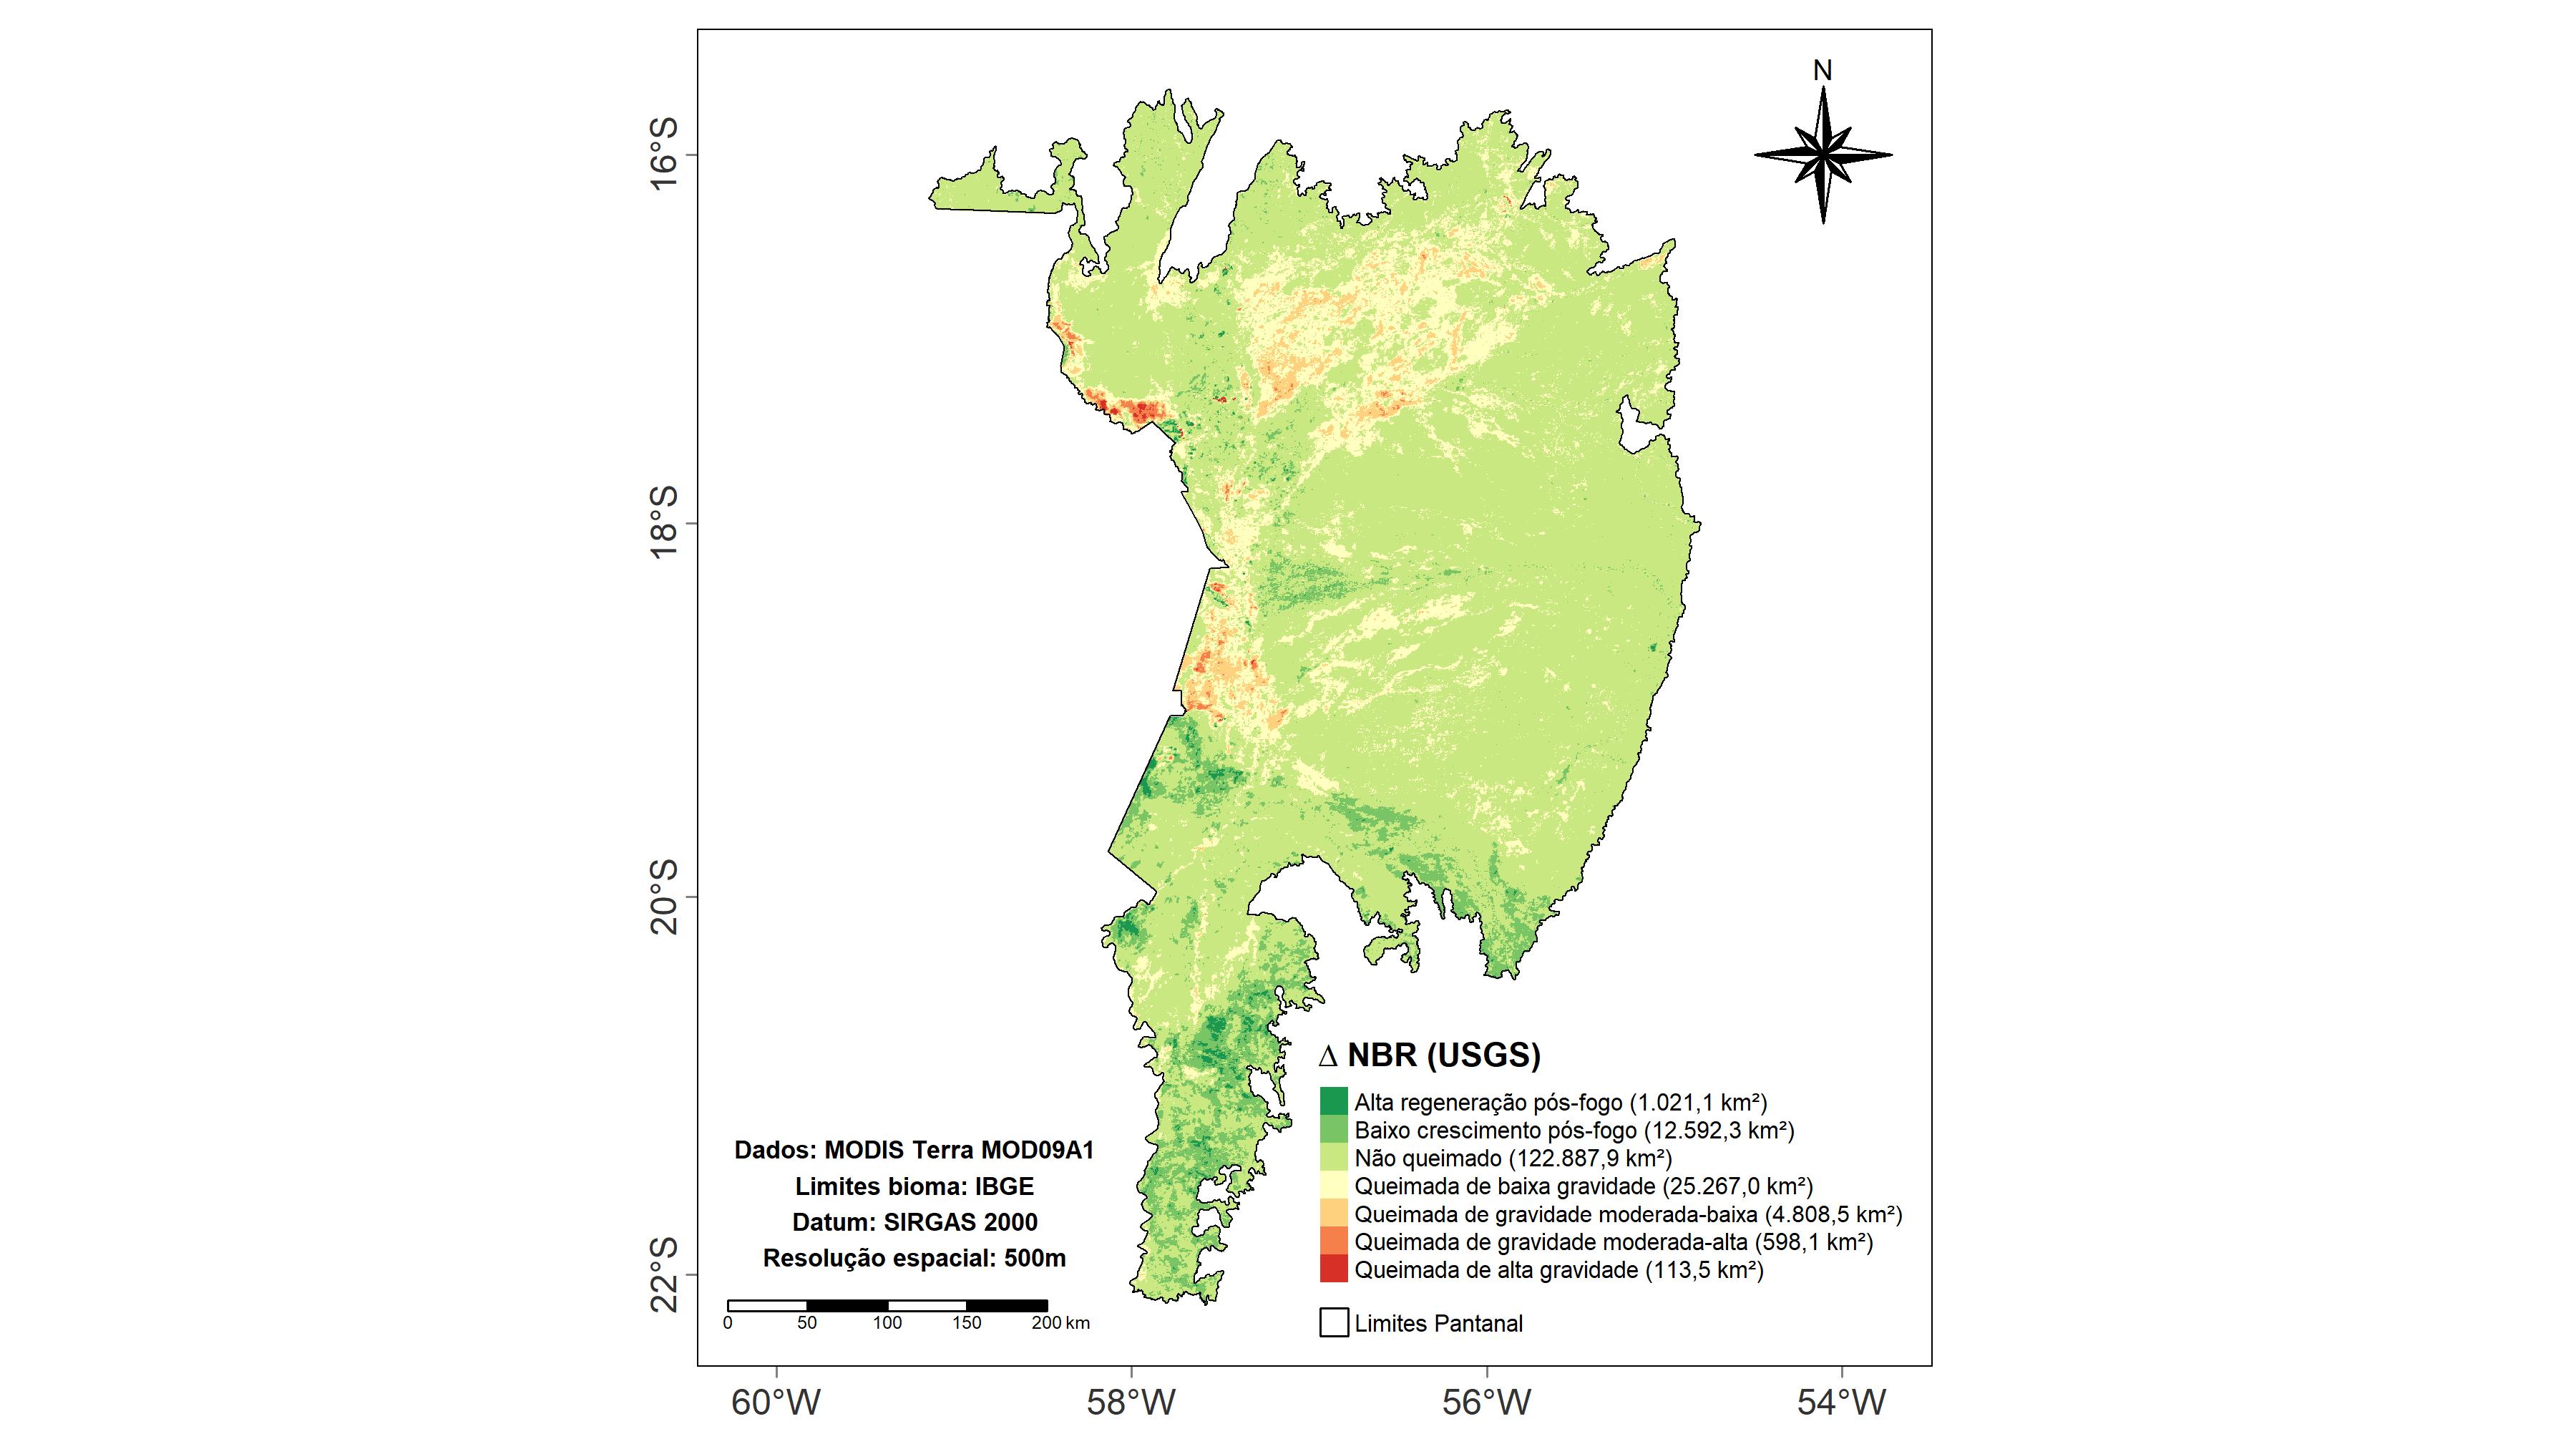 N
16°S
18°S
20°S
22°S
Δ NBR (USGS)
Alta regeneração pós-fogo (1.021,1 km²)
Baixo crescimento pós-fogo (12.592,3 km²)
Não queimado (122.887,9 km²)
Queimada de baixa gravidade (25.267,0 km²)
Queimada de gravidade moderada-baixa (4.808,5 km²)
Queimada de gravidade moderada-alta (598,1 km²)
Queimada de alta gravidade (113,5 km²)
Limites Pantanal
Dados: MODIS Terra MOD09A1
Limites bioma: IBGE
Datum: SIRGAS 2000
Resolução espacial: 500m
0 50 100 150 200 km
60°W 58°W 56°W 54°W